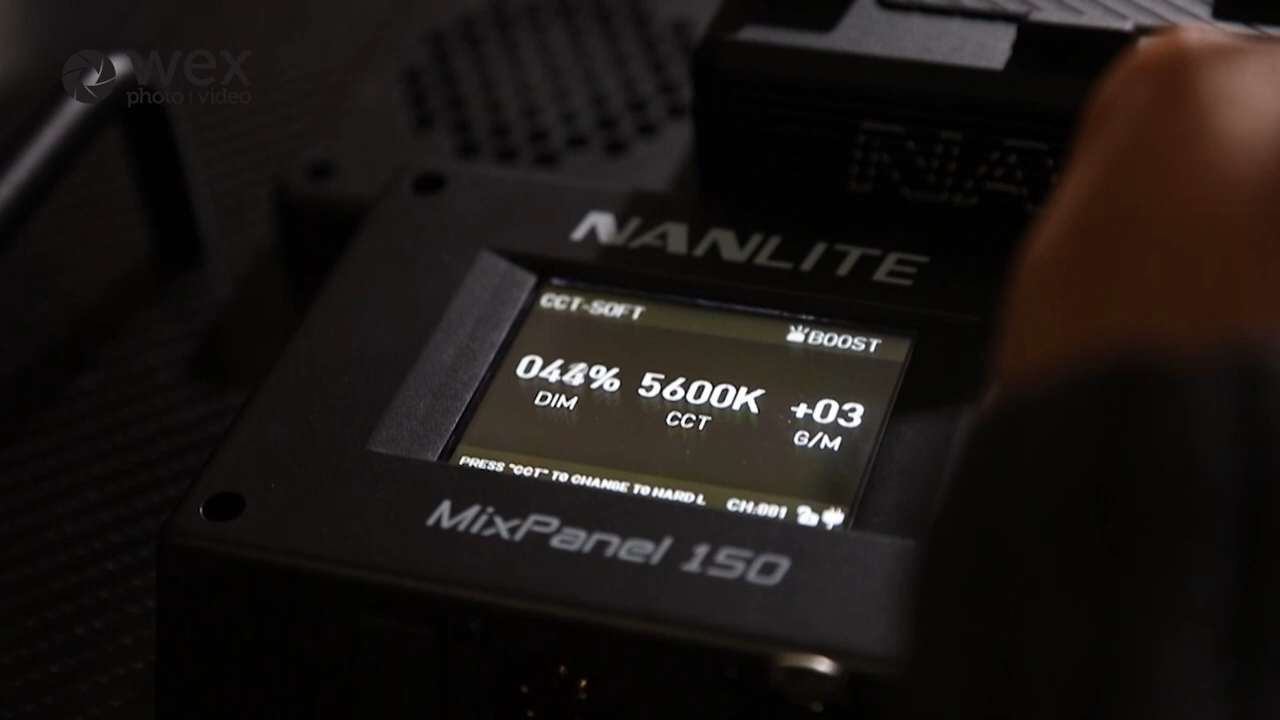 wex
photo | video
NA
NANLITE
CCT-SOFT
BOOST
5600K
+03
DIM
CCT
G/M
PRESS "CCT" TO CHANGE TO HARD L
CH:001
MixPanel 150